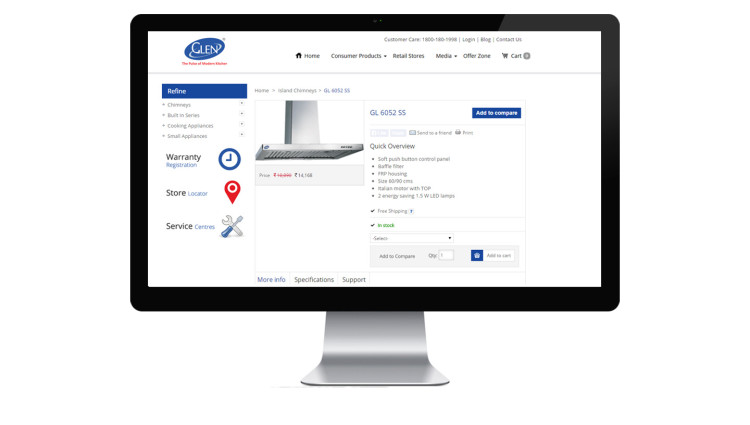 Customer Care: 1800-180-1998 | Login | Blog | Contact Us
GLEN
The Pulse of Modern Kitchen
Home
Consumer Products
Retail Stores
Media
Offer Zone
Cart
Refine
Chimneys
Built in Series
Cooking Appliances
Small Appliances
Warranty
Registration
Store Locator
Service Centres
Home > Island Chimneys > GL 6052 SS
Price
₹ 14,168
GL 6052 SS
Add to compare
Send to a friend
Print
Quick Overview
Soft push button control panel
Baffle filter
FRP housing
Size 60/90 cms
Italian motor with TOP
2 energy saving 1.5 W LED lamps
Free Shipping
In stock
-Select-
Add to Compare
Qty: 1
Add to cart
More info
Specifications
Support